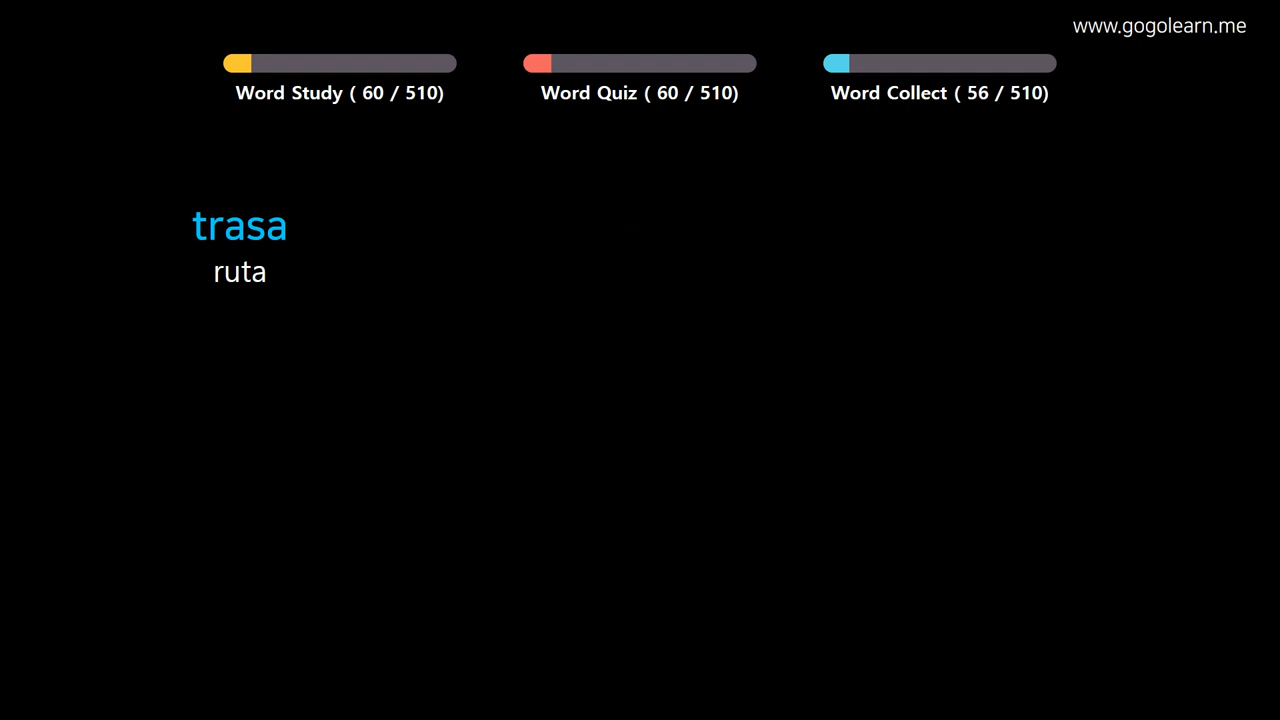 www.gogolearn.me
Word Study ( 60 / 510)
Word Quiz ( 60 / 510)
Word Collect ( 56 / 510)
trasa
ruta